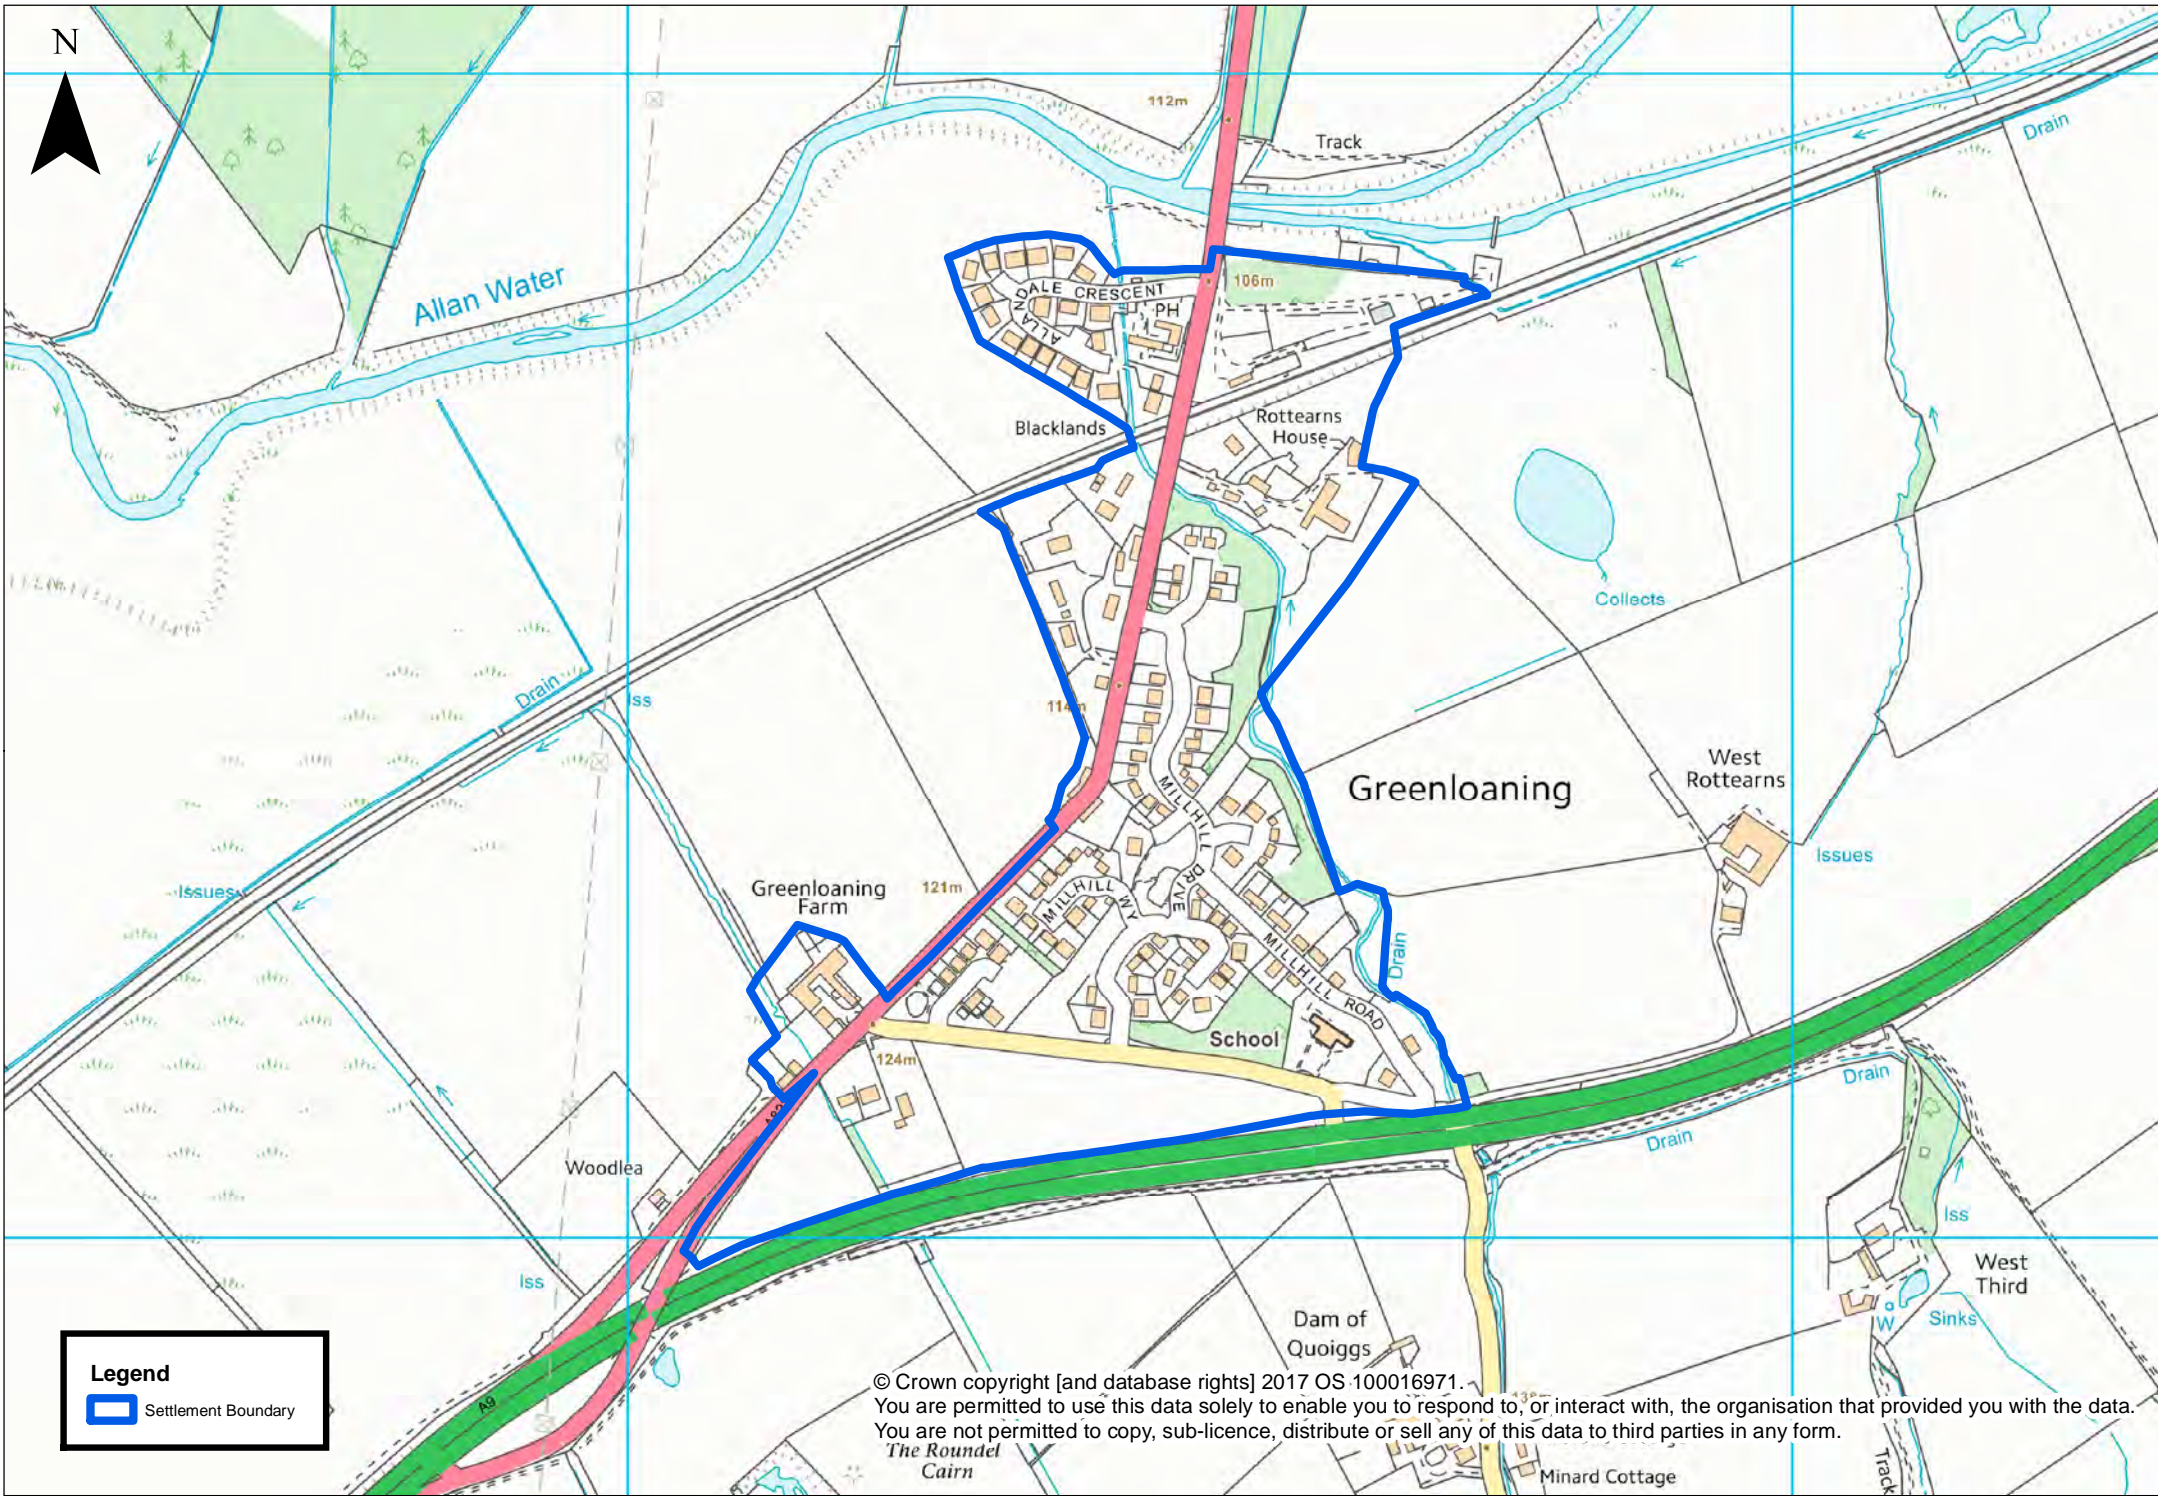 N
112m
Track
Drain
Allan Water
106m
ALLANDALE CRESCENT
PH
Blacklands
Rottearns
House
Collects
Drain
Iss
114m
Greenloaning
West
Rottearns
MILLHILL DRIVE
Issues
Issues
Greenloaning
Farm
121m
MILLHILL WY
MILLHILL ROAD
Drain
School
124m
Drain
Drain
Woodlea
Iss
Iss
West
Third
Sinks
W
Dam of
Quoiggs
Legend
Settlement Boundary
A9
© Crown copyright [and database rights] 2017 OS 100016971.
You are permitted to use this data solely to enable you to respond to, or interact with, the organisation that provided you with the data.
You are not permitted to copy, sub-licence, distribute or sell any of this data to third parties in any form.
The Roundel
Cairn
Minard Cottage
Track